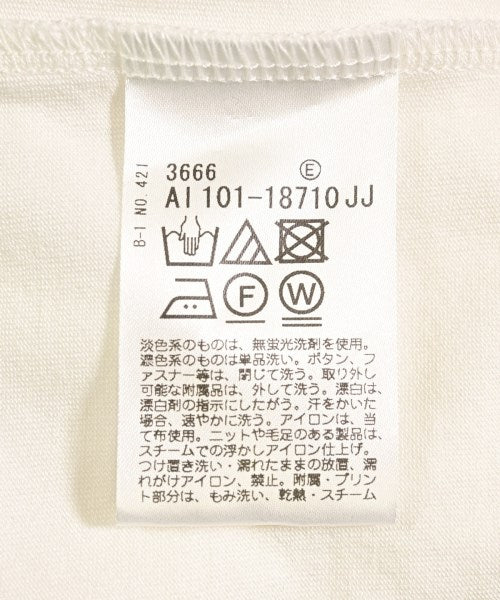 B-1 NO.421
3666 E
AI101-18710JJ
F W
淡色系のものは、無蛍光洗剤を使用。
濃色系のものは単品洗い。ボタン、フ
ァスナー等は、閉じて洗う。取り外し
可能な附属品は、外して洗う。漂白は、
漂白剤の指示にしたがう。汗をかいた
場合、速やかに洗う。アイロンは、当
て布使用。ニットや毛足のある製品は、
スチームでの浮かしアイロン仕上げ。
つけ置き洗い・濡れたままの放置、濡
れがけアイロン、禁止。附属・プリン
ト部分は、もみ洗い、乾熱・スチーム